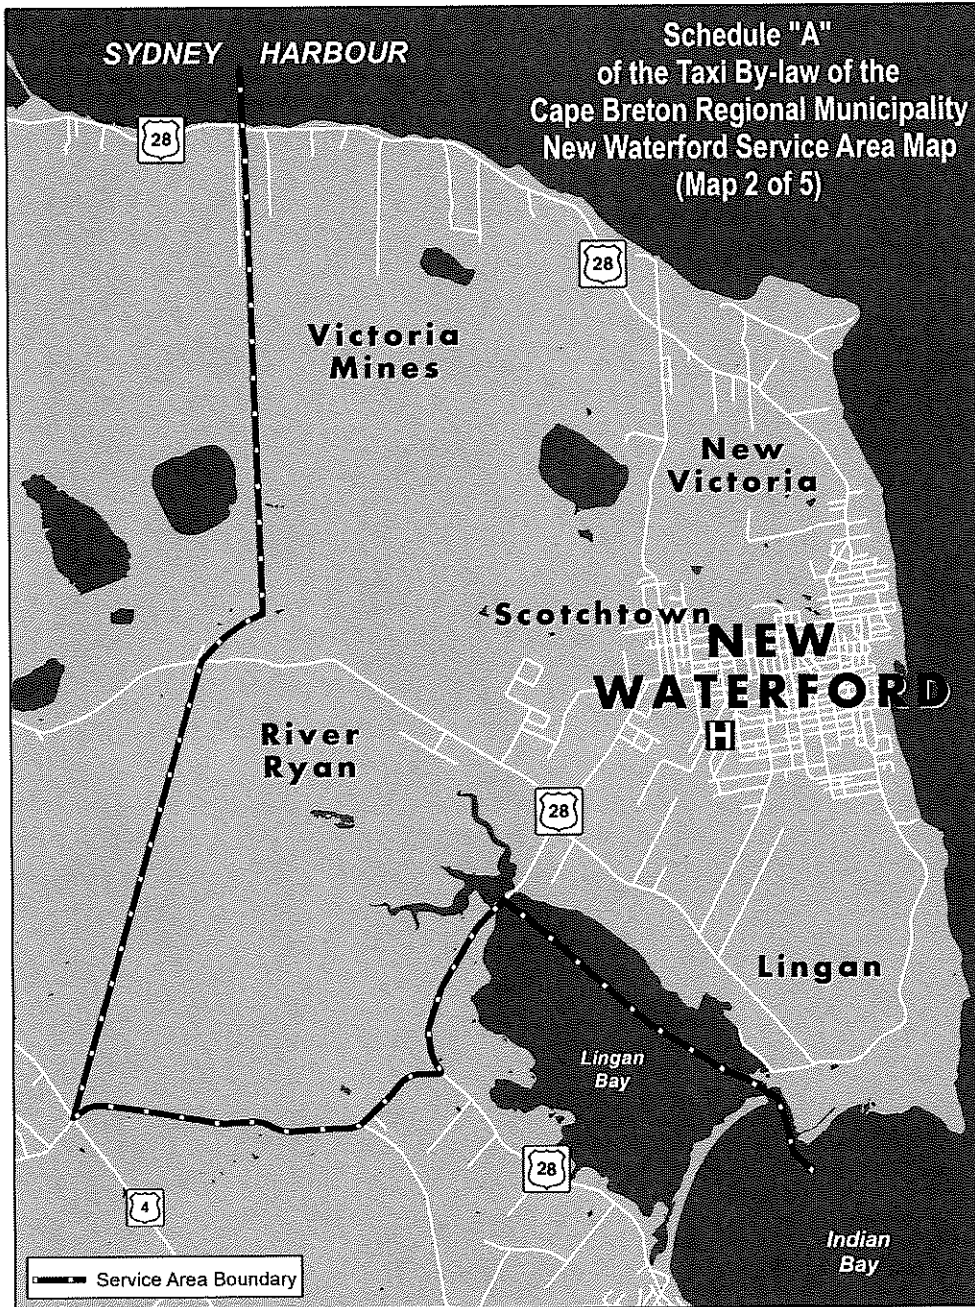 SYDNEY HARBOUR
Schedule "A"
of the Taxi By-law of the
Cape Breton Regional Municipality
New Waterford Service Area Map
(Map 2 of 5)
28
28
Victoria
Mines
New
Victoria
Scotchtown
NEW
WATERFORD
H
River
Ryan
28
Lingan
Lingan
Bay
28
4
Indian
Bay
Service Area Boundary